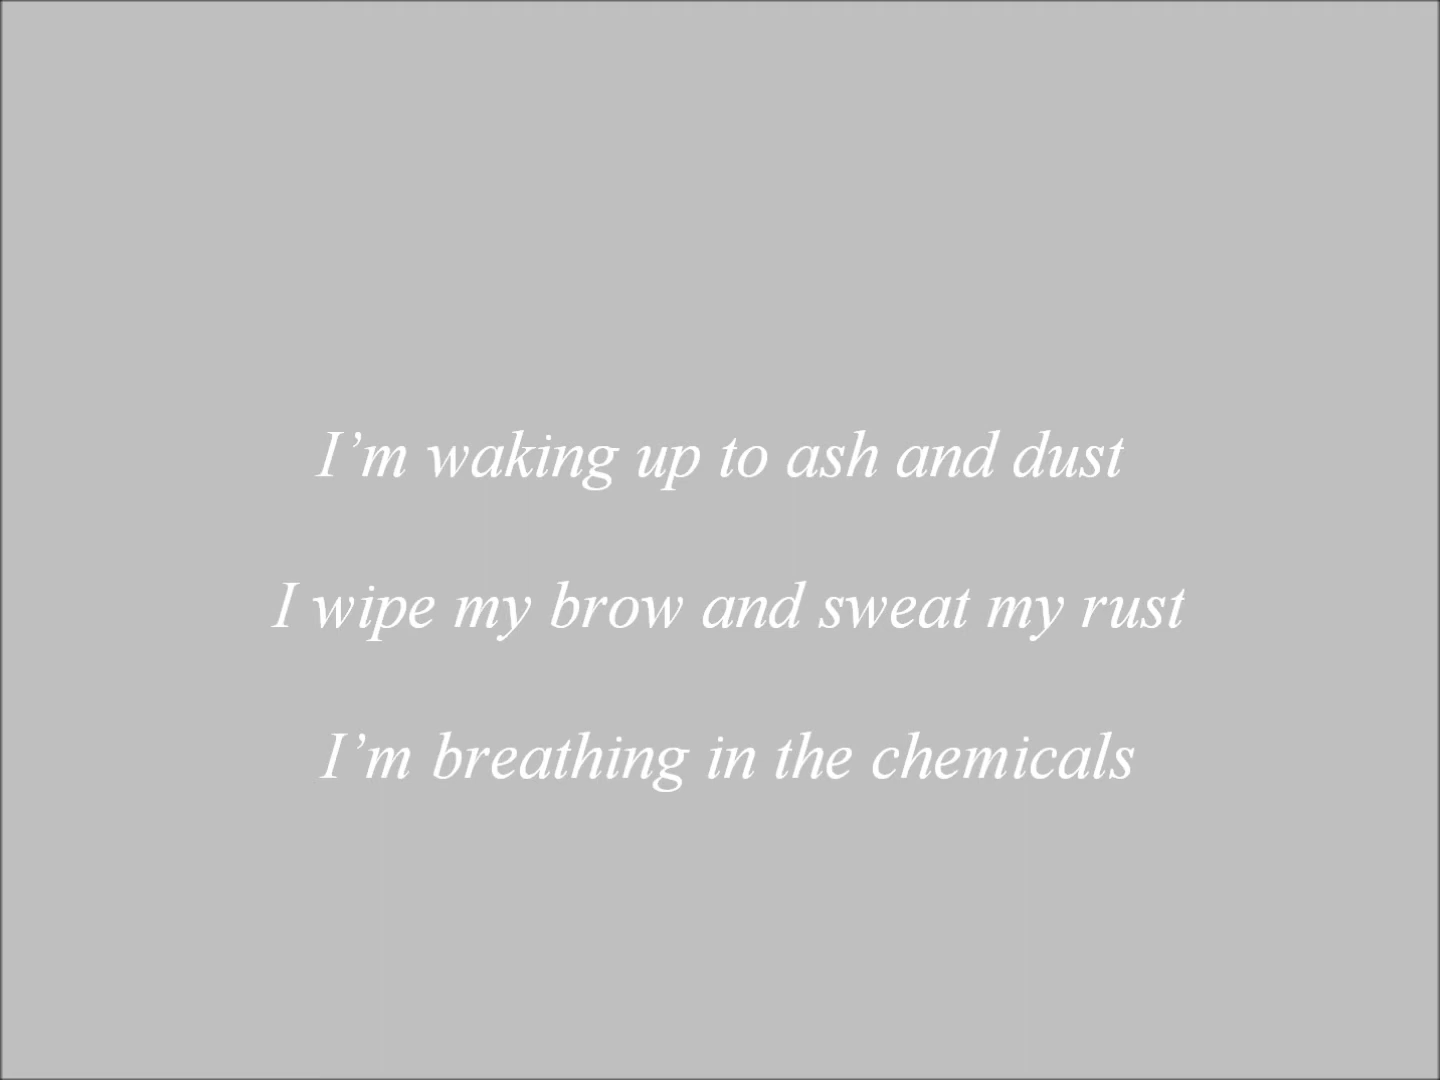 I’m waking up to ash and dust
I wipe my brow and sweat my rust
I’m breathing in the chemicals